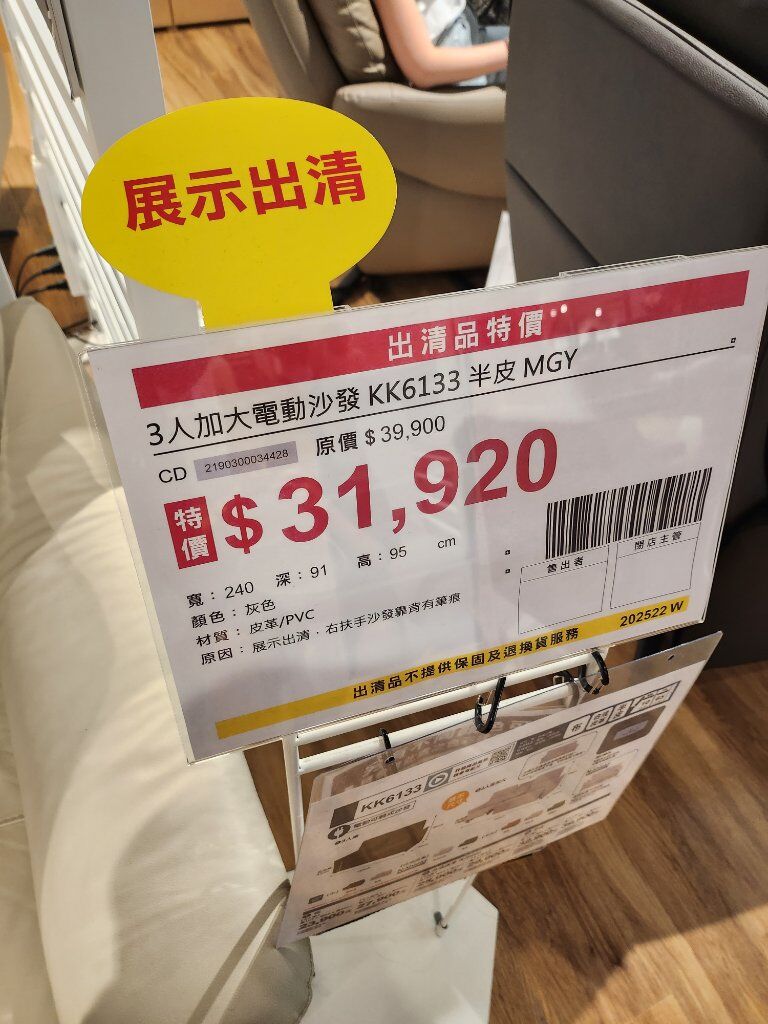 展示出清
出清品特價
3人加大電動沙發 KK6133 半皮 MGY
CD 2190300034428 原價 $ 39,900
特價 $ 31,920
寬：240 深：91 高：95 cm
顏色：灰色
材質：皮革/PVC
原因：展示出清，右扶手沙發靠背有筆痕
售出者
閉店主管
202522 W
出清品不提供保固及退換貨服務
KK6133